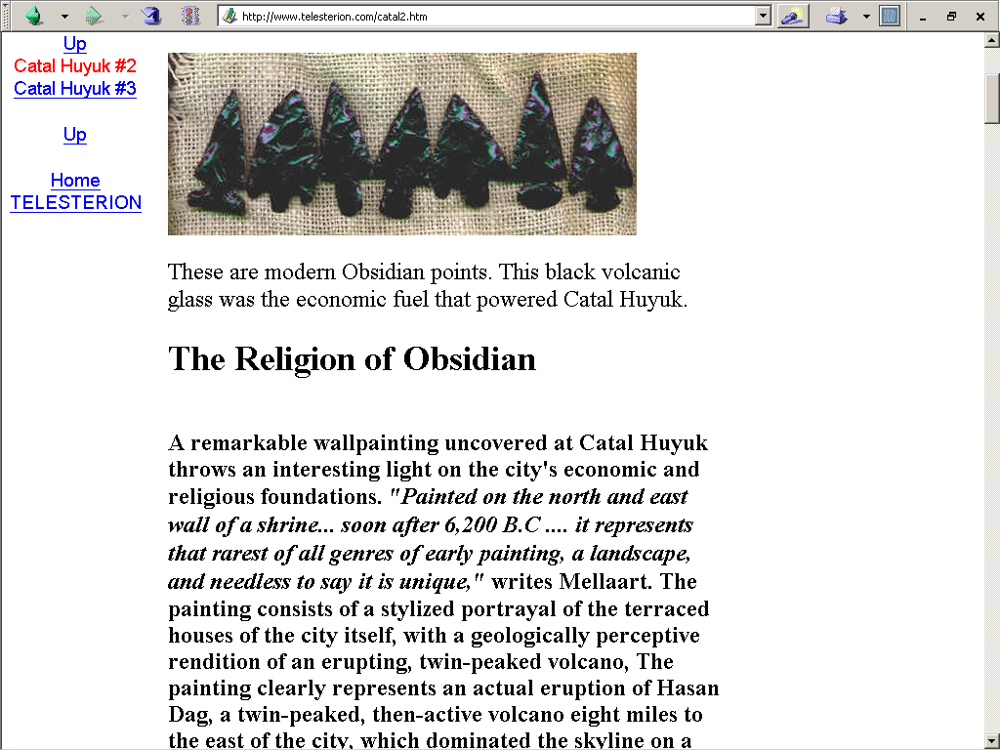 http://www.telesterion.com/catal2.htm
Up
Catal Huyuk #2
Catal Huyuk #3
Up
Home
TELESTERION
These are modern Obsidian points. This black volcanic
glass was the economic fuel that powered Catal Huyuk.
The Religion of Obsidian
A remarkable wallpainting uncovered at Catal Huyuk
throws an interesting light on the city's economic and
religious foundations. "Painted on the north and east
wall of a shrine... soon after 6,200 B.C .... it represents
that rarest of all genres of early painting, a landscape,
and needless to say it is unique," writes Mellaart. The
painting consists of a stylized portrayal of the terraced
houses of the city itself, with a geologically perceptive
rendition of an erupting, twin-peaked volcano, The
painting clearly represents an actual eruption of Hasan
Dag, a twin-peaked, then-active volcano eight miles to
the east of the city, which dominated the skyline on a